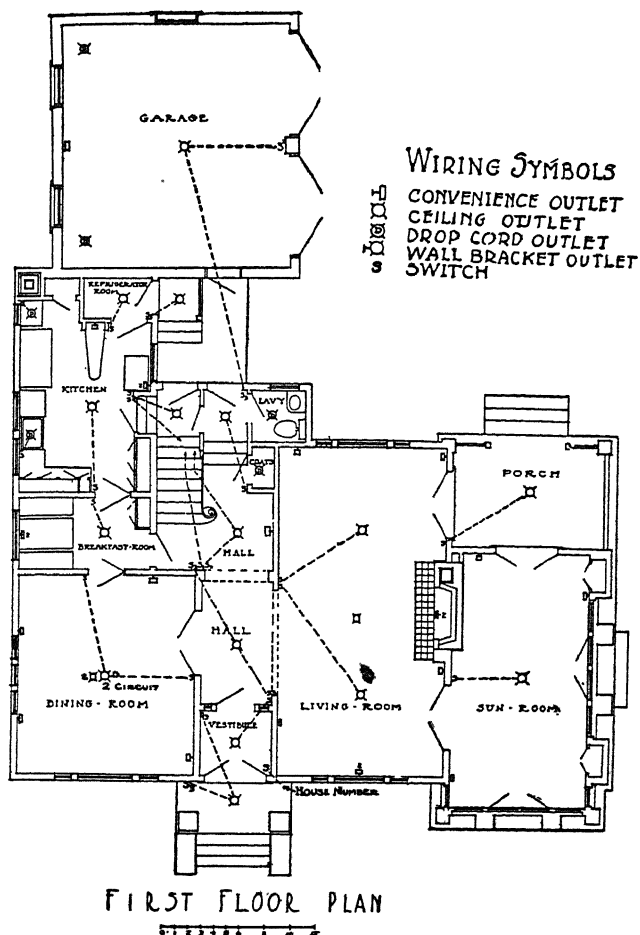 GARAGE
WIRING SYMBOLS
CONVENIENCE OUTLET
CEILING OUTLET
DROP CORD OUTLET
WALL BRACKET OUTLET
S SWITCH
REFRIGERATOR
ROOM
KITCHEN
LAVY
COATS
PORCH
BREAKFAST-ROOM
HALL
HALL
2 CIRCUIT
DINING-ROOM
VESTIBULE
LIVING-ROOM
SUN-ROOM
HOUSE NUMBER
FIRST FLOOR PLAN